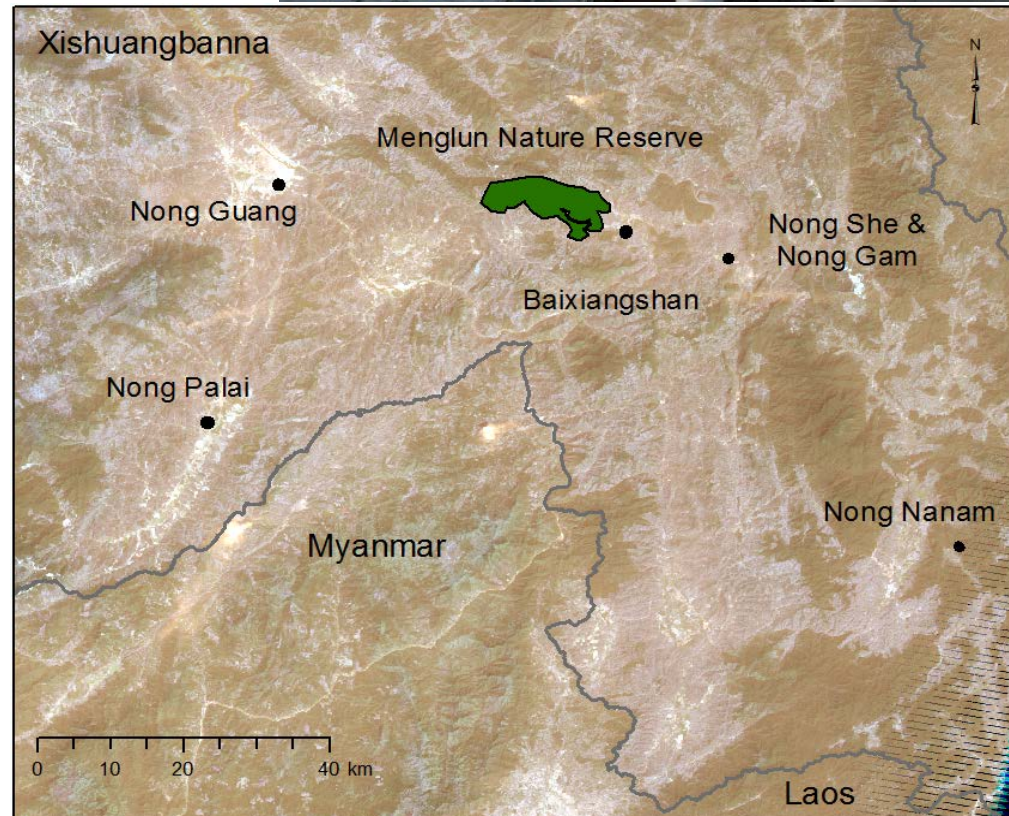 Xishuangbanna
N
Menglun Nature Reserve
Nong Guang
Nong She &
Nong Gam
Baixiangshan
Nong Palai
Nong Nanam
Myanmar
0 10 20 40 km
Laos